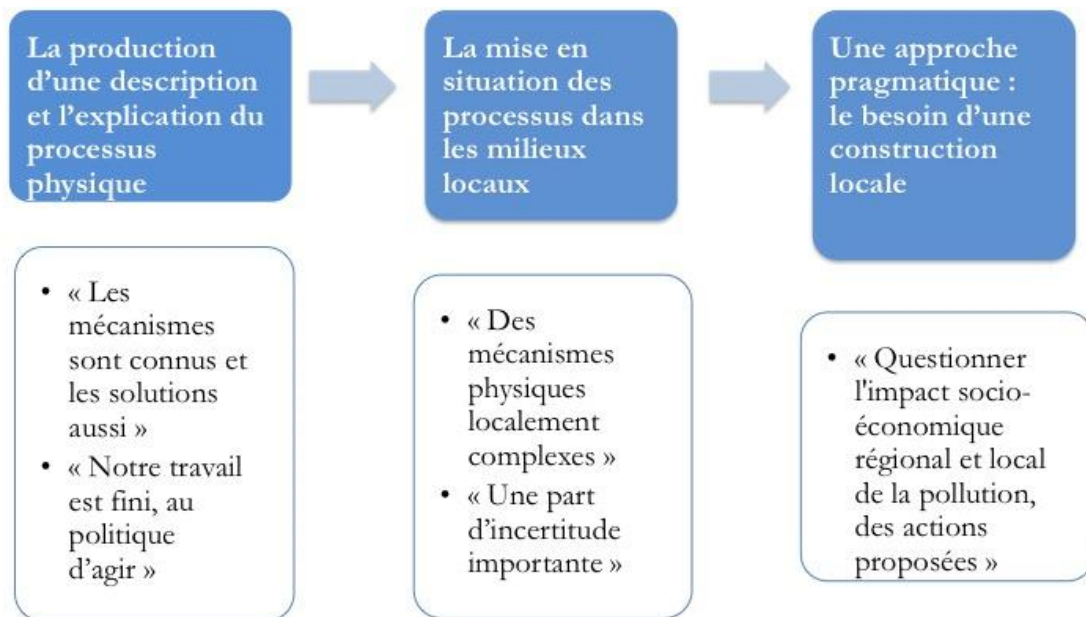 La production
d’une description
et l’explication du
processus
physique
La mise en
situation des
processus dans
les milieux
locaux
Une approche
pragmatique :
le besoin d’une
construction
locale
• « Les
mécanismes
sont connus et
les solutions
aussi »
• « Notre travail
est fini, au
politique
d’agir »
• « Des
mécanismes
physiques
localement
complexes »
• « Une part
d’incertitude
importante »
• « Questionner
l'impact socio-
économique
régional et local
de la pollution,
des actions
proposées »